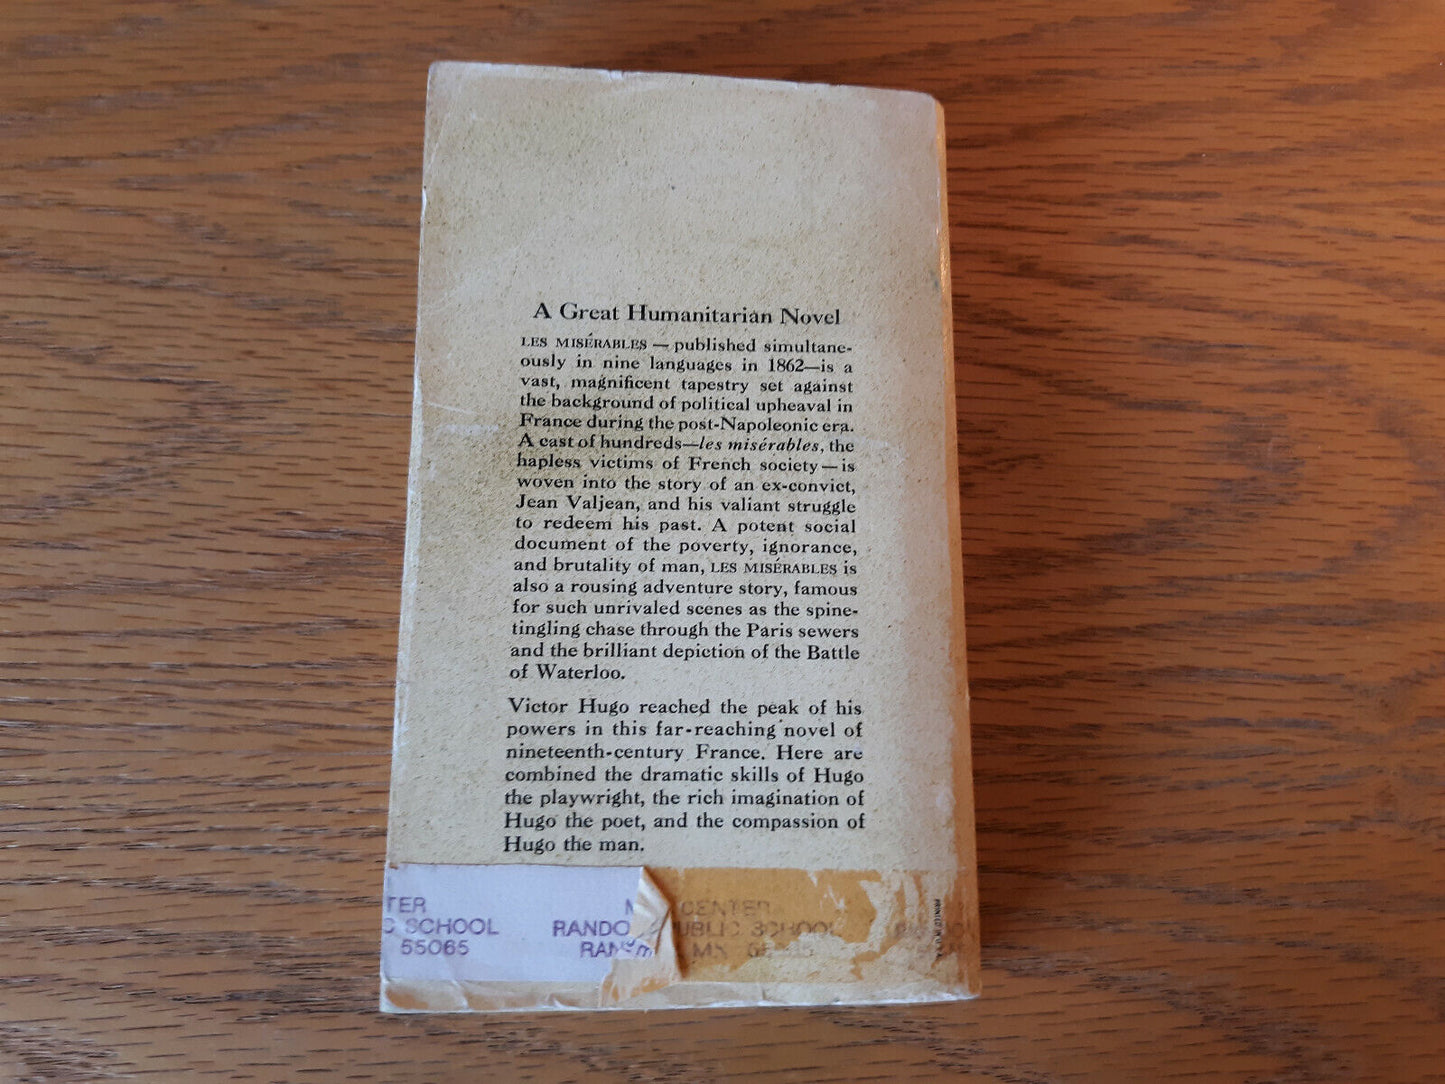 A Great Humanitarian Novel
LES MISÉRABLES — published simultane-
ously in nine languages in 1862—is a
vast, magnificent tapestry set against
the background of political upheaval in
France during the post-Napoleonic era.
A cast of hundreds—les misérables, the
hapless victims of French society—is
woven into the story of an ex-convict,
Jean Valjean, and his valiant struggle
to redeem his past. A potent social
document of the poverty, ignorance,
and brutality of man, LES MISÉRABLES is
also a rousing adventure story, famous
for such unrivaled scenes as the spine-
tingling chase through the Paris sewers
and the brilliant depiction of the Battle
of Waterloo.
Victor Hugo reached the peak of his
powers in this far-reaching novel of
nineteenth-century France. Here are
combined the dramatic skills of Hugo
the playwright, the rich imagination of
Hugo the poet, and the compassion of
Hugo the man.
TER
C SCHOOL
55065
M CENTER
RANDO UBLIC SCHOOL
RAN MN